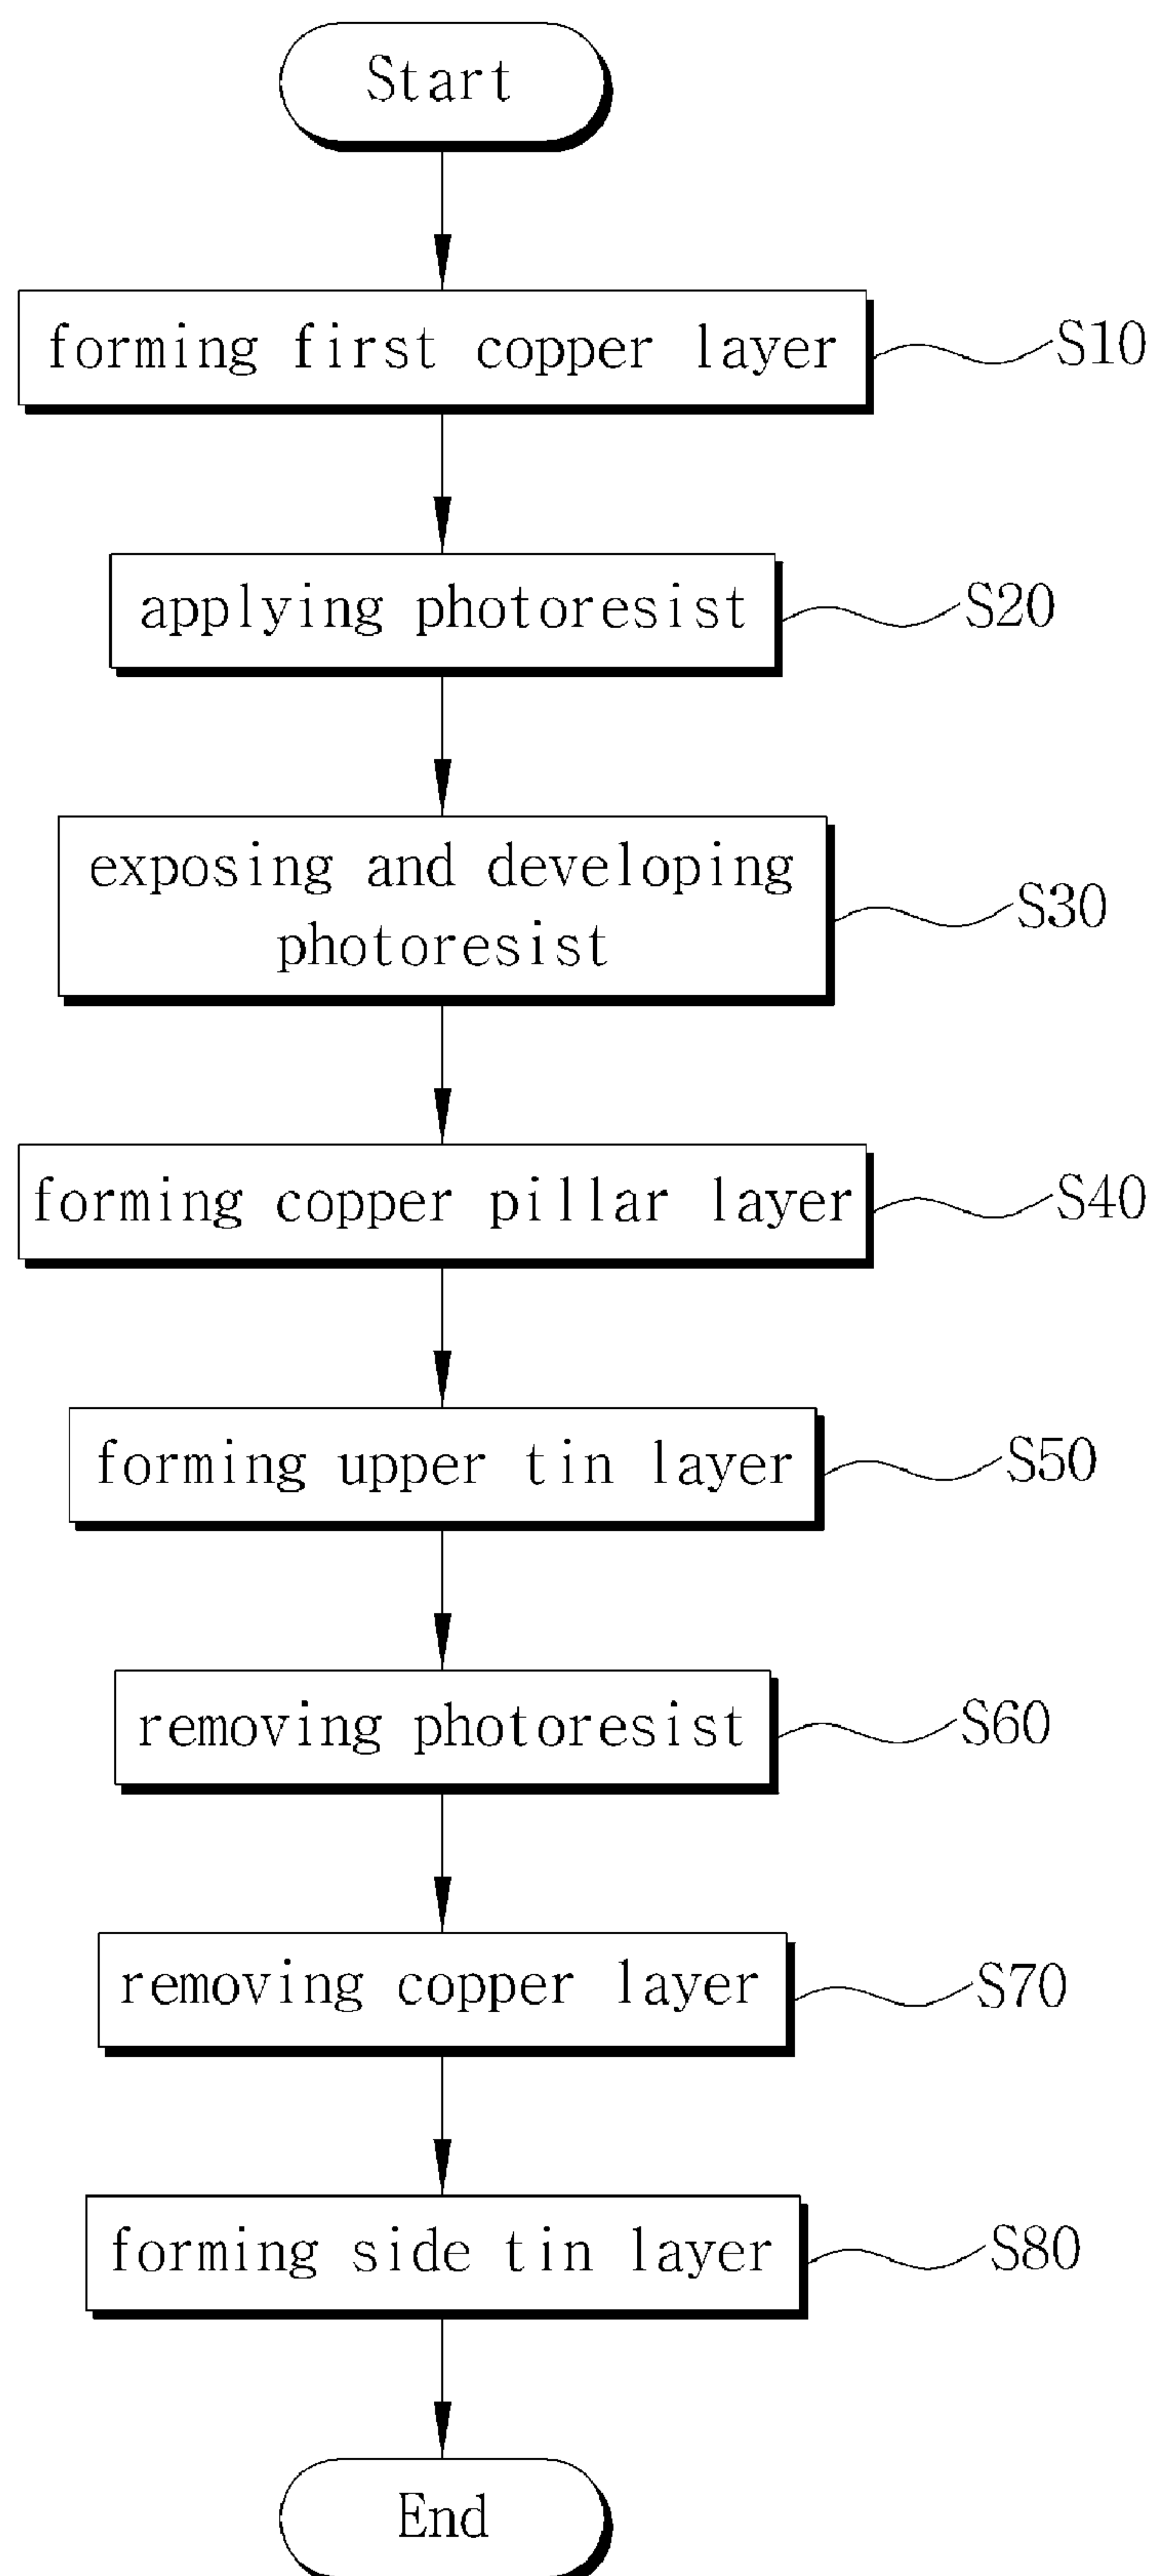 Start
forming first copper layer S10
applying photoresist S20
exposing and developing
photoresist S30
forming copper pillar layer S40
forming upper tin layer S50
removing photoresist S60
removing copper layer S70
forming side tin layer S80
End